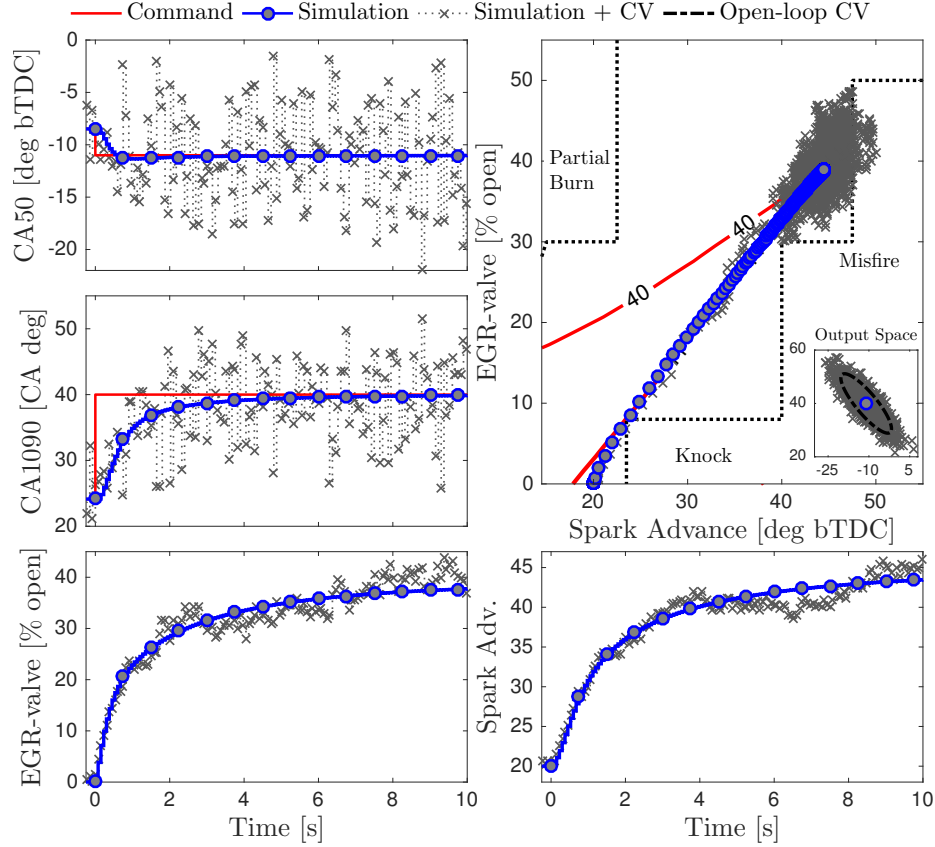 Command Simulation Simulation + CV Open-loop CV
0
-5
-10
-15
-20
CA50 [deg bTDC]
50
40
30
20
CA1090 [CA deg]
40
30
20
10
0
EGR-valve [% open]
0 2 4 6 8 10
Time [s]
50
40
30
20
10
0
EGR-valve [% open]
Partial
Burn
40
40
Misfire
Knock
Output Space
60
40
20
-25 -10 5
20 30 40 50
Spark Advance [deg bTDC]
45
40
35
30
25
20
Spark Adv.
0 2 4 6 8 10
Time [s]